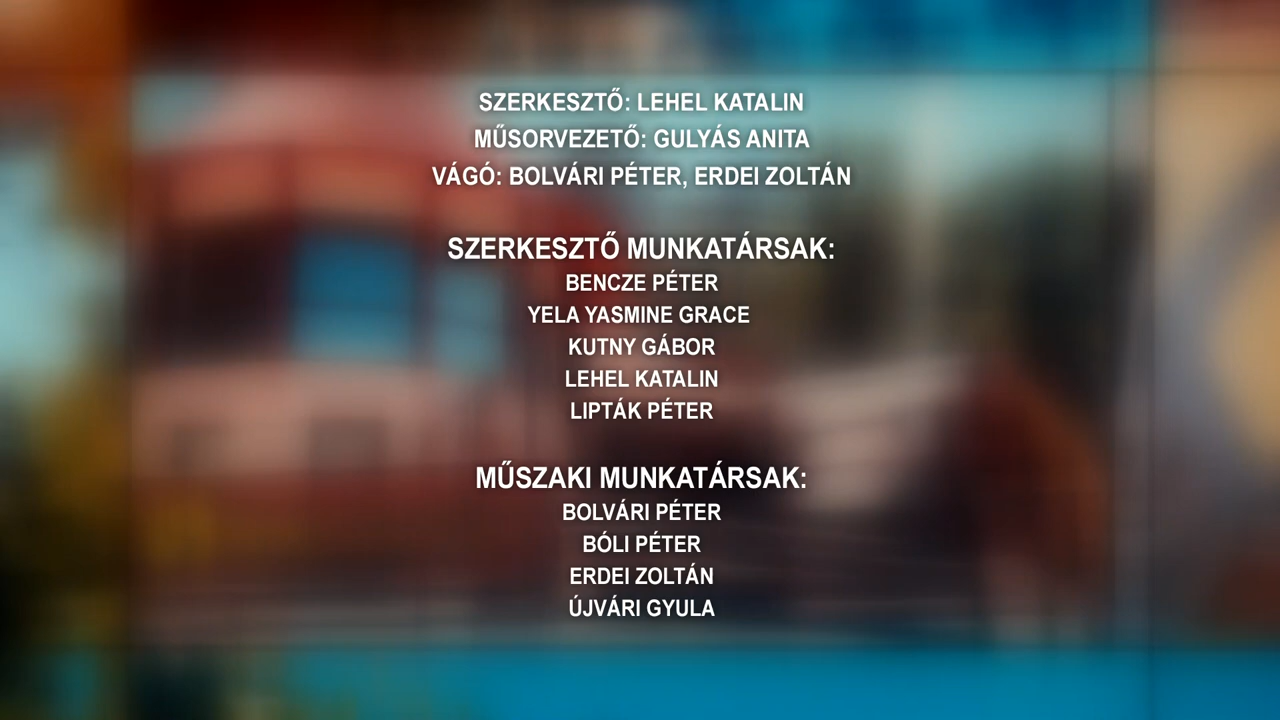 SZERKESZTŐ: LEHEL KATALIN
MŰSORVEZETŐ: GULYÁS ANITA
VÁGÓ: BOLVÁRI PÉTER, ERDEI ZOLTÁN
SZERKESZTŐ MUNKATÁRSAK:
BENCZE PÉTER
YELA YASMINE GRACE
KUTNY GÁBOR
LEHEL KATALIN
LIPTÁK PÉTER
MŰSZAKI MUNKATÁRSAK:
BOLVÁRI PÉTER
BÓLI PÉTER
ERDEI ZOLTÁN
ÚJVÁRI GYULA